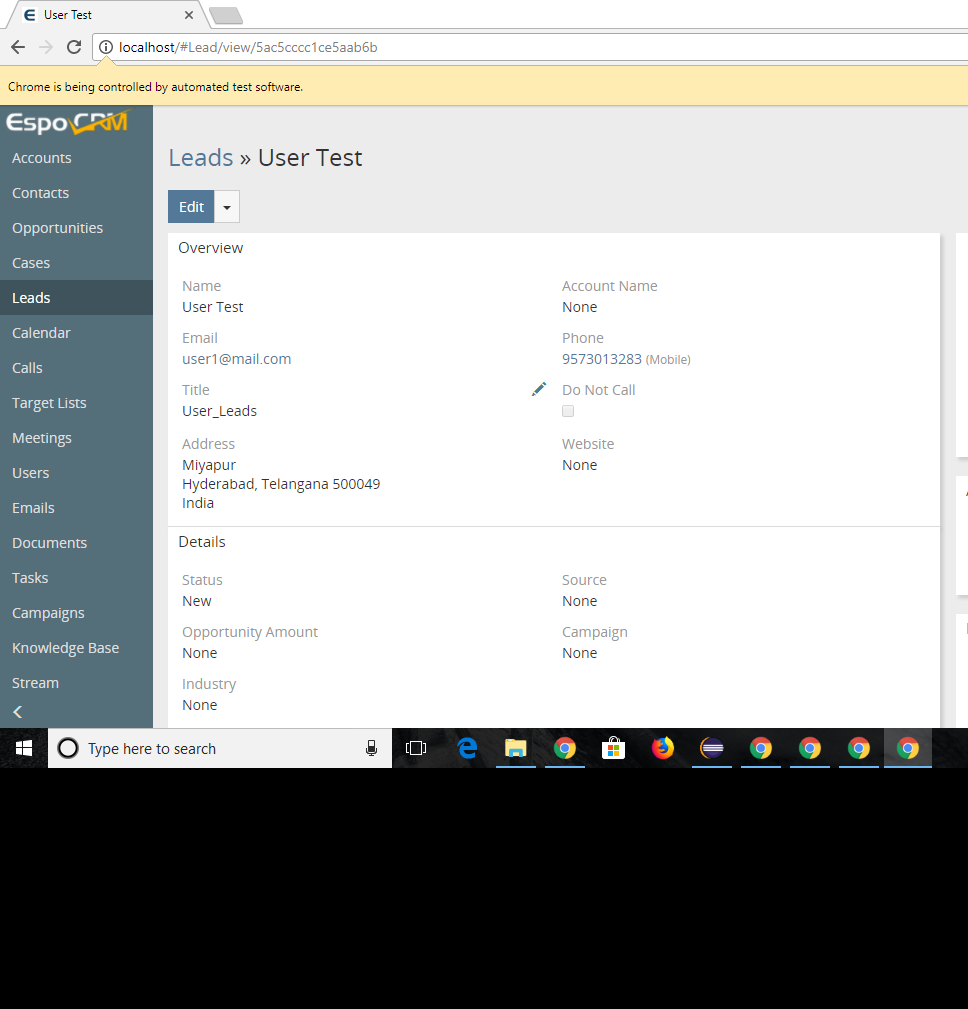 User Test
localhost/#Lead/view/5ac5cccc1ce5aab6b
Chrome is being controlled by automated test software.
EspoCRM
Accounts
Contacts
Opportunities
Cases
Leads
Calendar
Calls
Target Lists
Meetings
Users
Emails
Documents
Tasks
Campaigns
Knowledge Base
Stream
Leads » User Test
Edit
Overview
Name
User Test
Account Name
None
Email
user1@mail.com
Phone
9573013283 (Mobile)
Title
User_Leads
Do Not Call
Address
Miyapur
Hyderabad, Telangana 500049
India
Website
None
Details
Status
New
Source
None
Opportunity Amount
None
Campaign
None
Industry
None
Type here to search